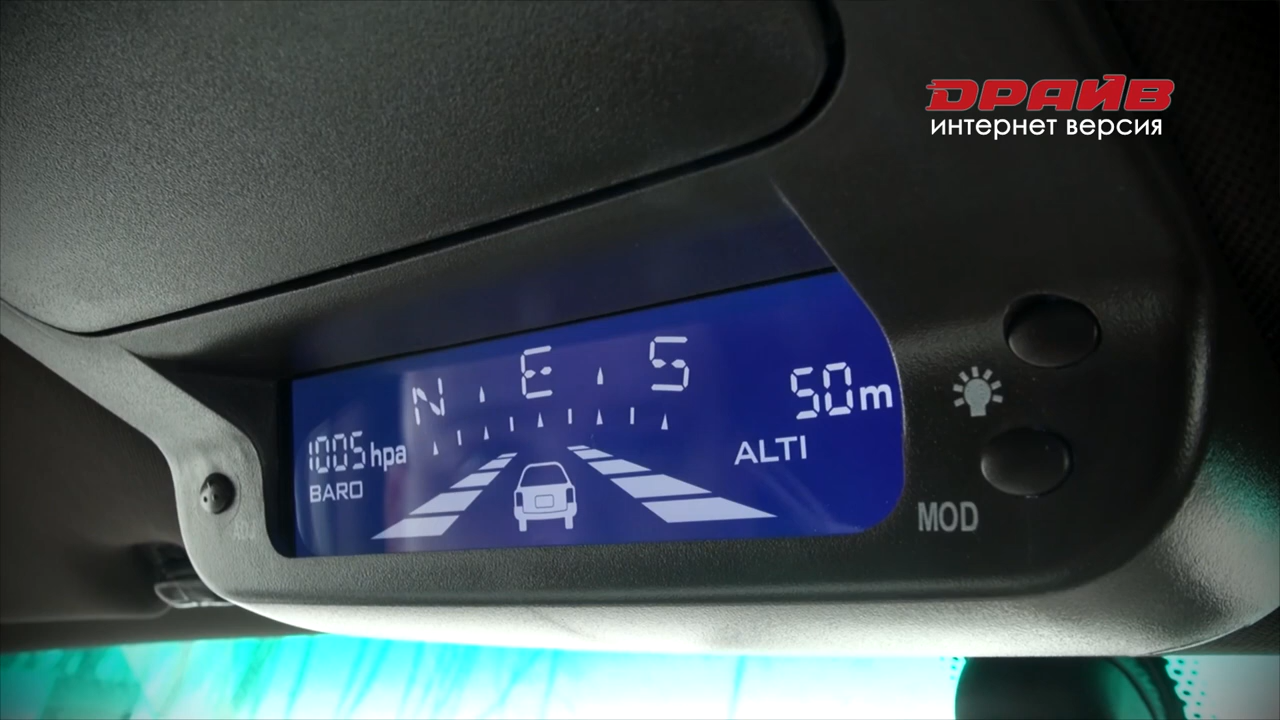 ДРАЙВ
интернет версия
N E S
1005 hpa
BARO
50m
ALTI
MOD